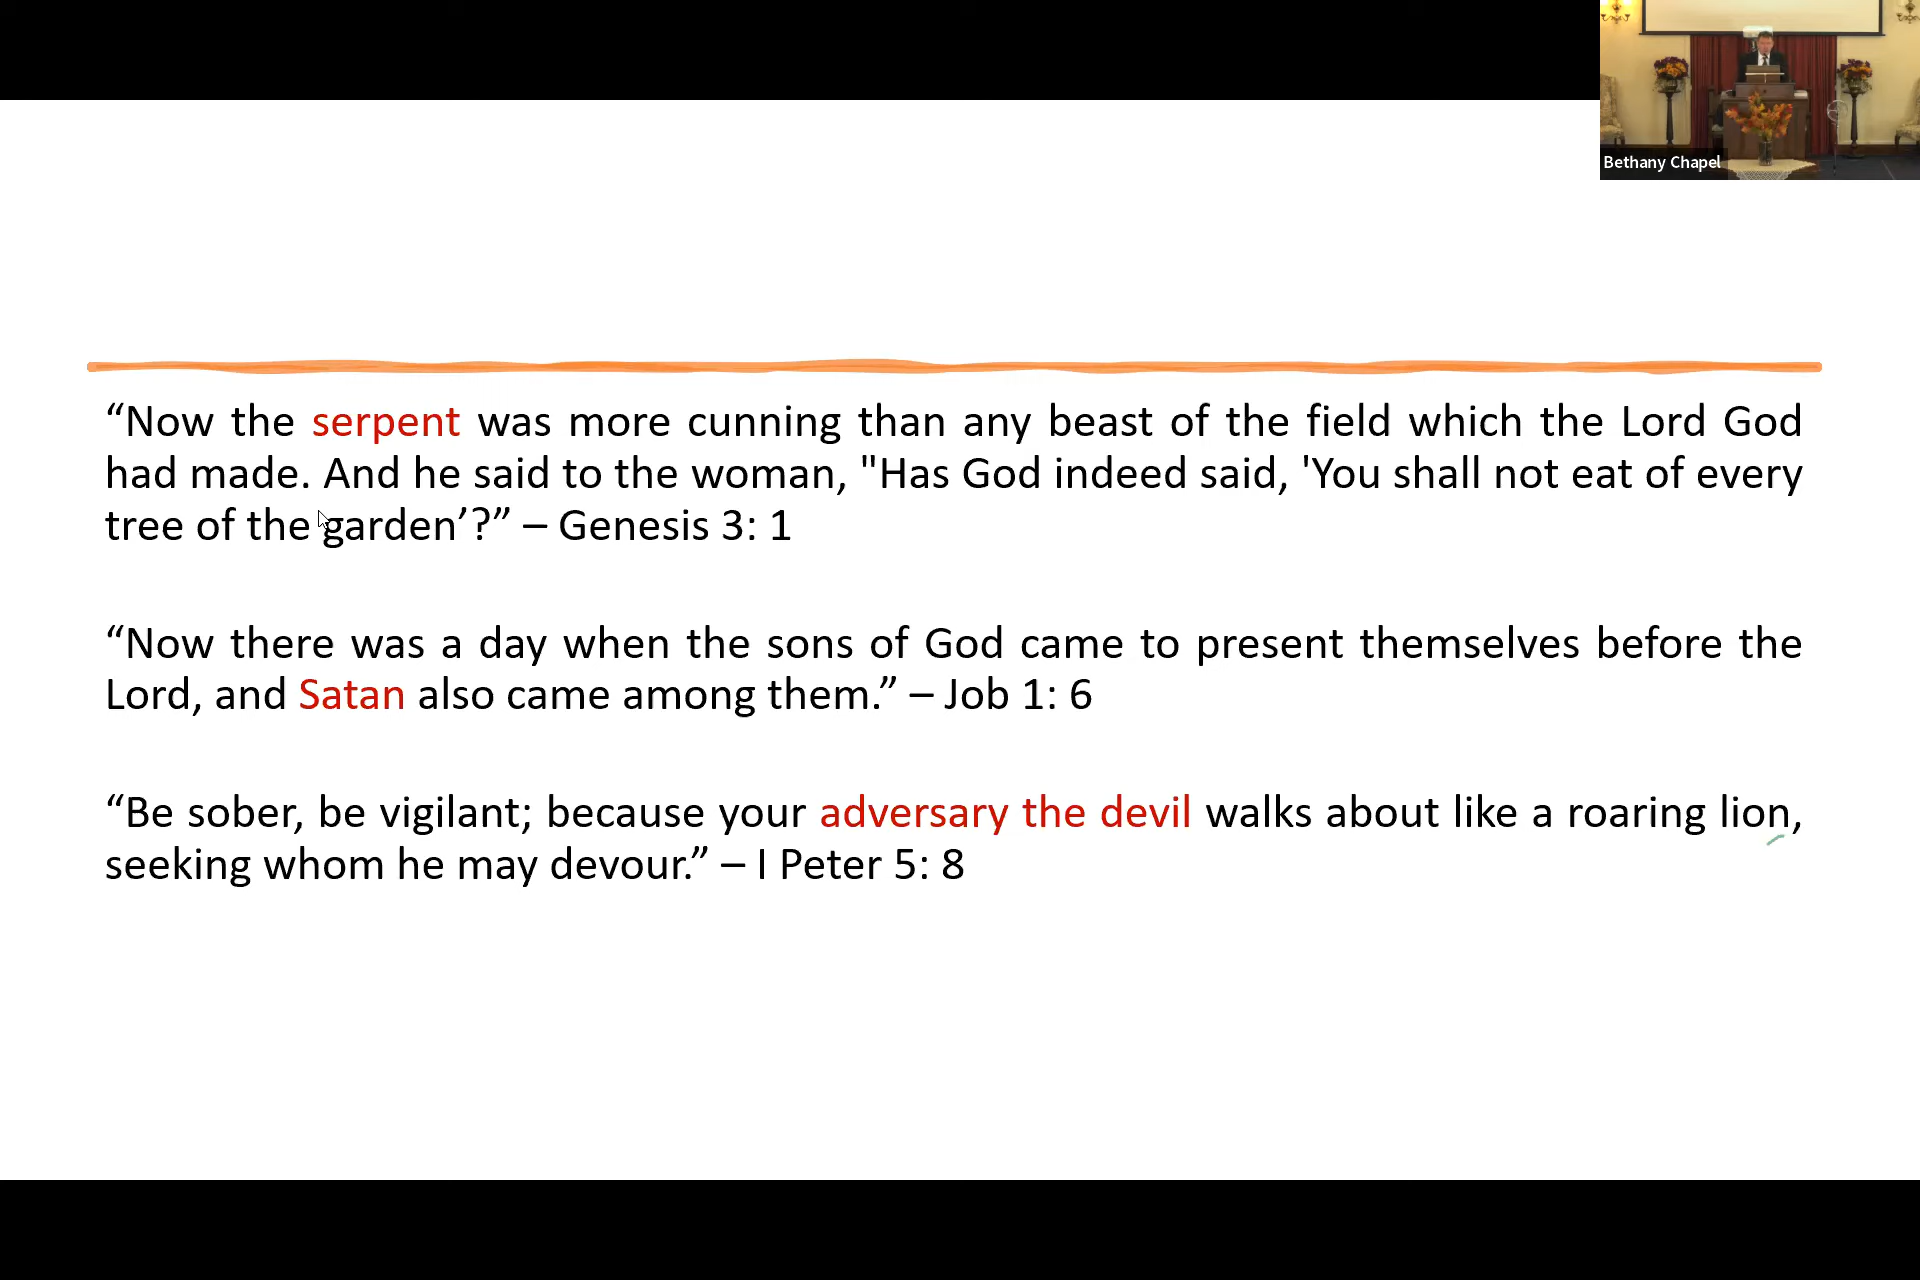 Bethany Chapel
“Now the serpent was more cunning than any beast of the field which the Lord God
had made. And he said to the woman, "Has God indeed said, 'You shall not eat of every
tree of the garden’?” – Genesis 3: 1
“Now there was a day when the sons of God came to present themselves before the
Lord, and Satan also came among them.” – Job 1: 6
“Be sober, be vigilant; because your adversary the devil walks about like a roaring lion,
seeking whom he may devour.” – I Peter 5: 8